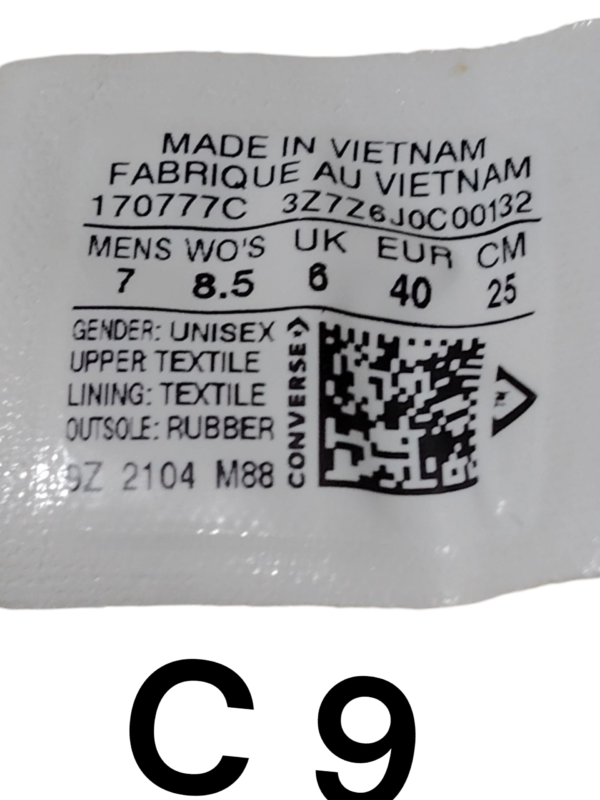 MADE IN VIETNAM
FABRIQUE AU VIETNAM
170777C 3Z7Z6J0C00132
MENS WO'S UK EUR CM
7 8.5 6 40 25
GENDER: UNISEX
UPPER TEXTILE
LINING: TEXTILE
OUTSOLE: RUBBER
9Z 2104 M88
CONVERSE
TM
C 9